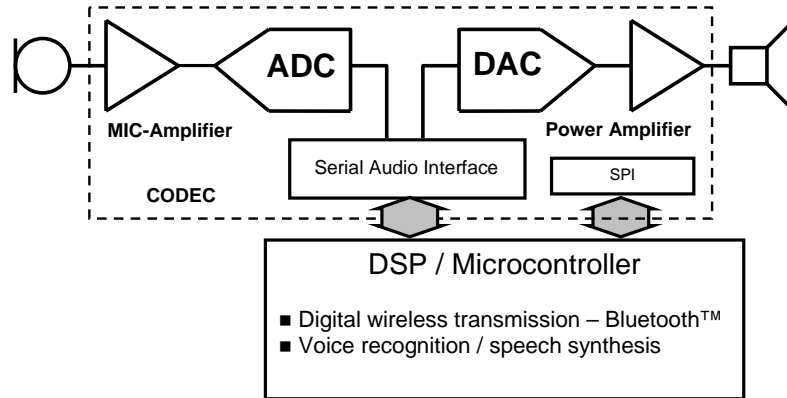 ADC
DAC
MIC-Amplifier
Power Amplifier
Serial Audio Interface
SPI
CODEC
DSP / Microcontroller
■ Digital wireless transmission – Bluetooth™
■ Voice recognition / speech synthesis